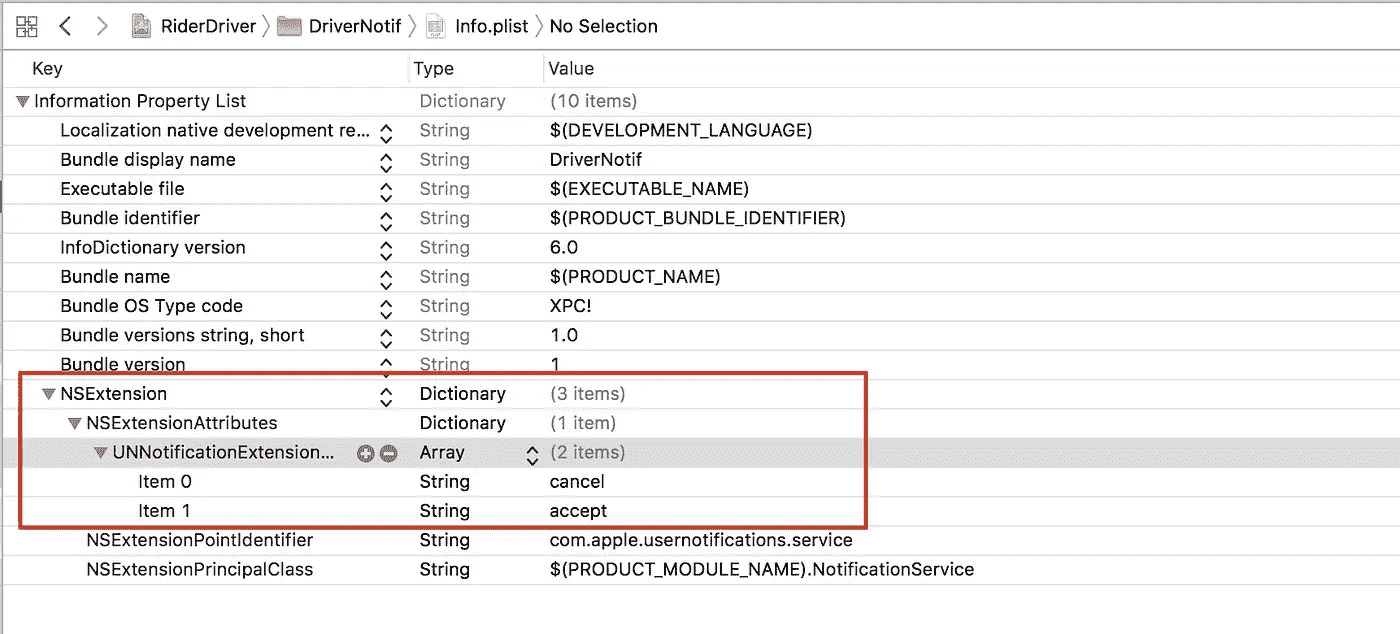 RiderDriver DriverNotif Info.plist No Selection
Key Type Value
Information Property List Dictionary (10 items)
Localization native development re... String $(DEVELOPMENT_LANGUAGE)
Bundle display name String DriverNotif
Executable file String $(EXECUTABLE_NAME)
Bundle identifier String $(PRODUCT_BUNDLE_IDENTIFIER)
InfoDictionary version String 6.0
Bundle name String $(PRODUCT_NAME)
Bundle OS Type code String XPC!
Bundle versions string, short String 1.0
Bundle version String 1
NSExtension Dictionary (3 items)
NSExtensionAttributes Dictionary (1 item)
UNNotificationExtension... Array (2 items)
Item 0 String cancel
Item 1 String accept
NSExtensionPointIdentifier String com.apple.usernotifications.service
NSExtensionPrincipalClass String $(PRODUCT_MODULE_NAME).NotificationService